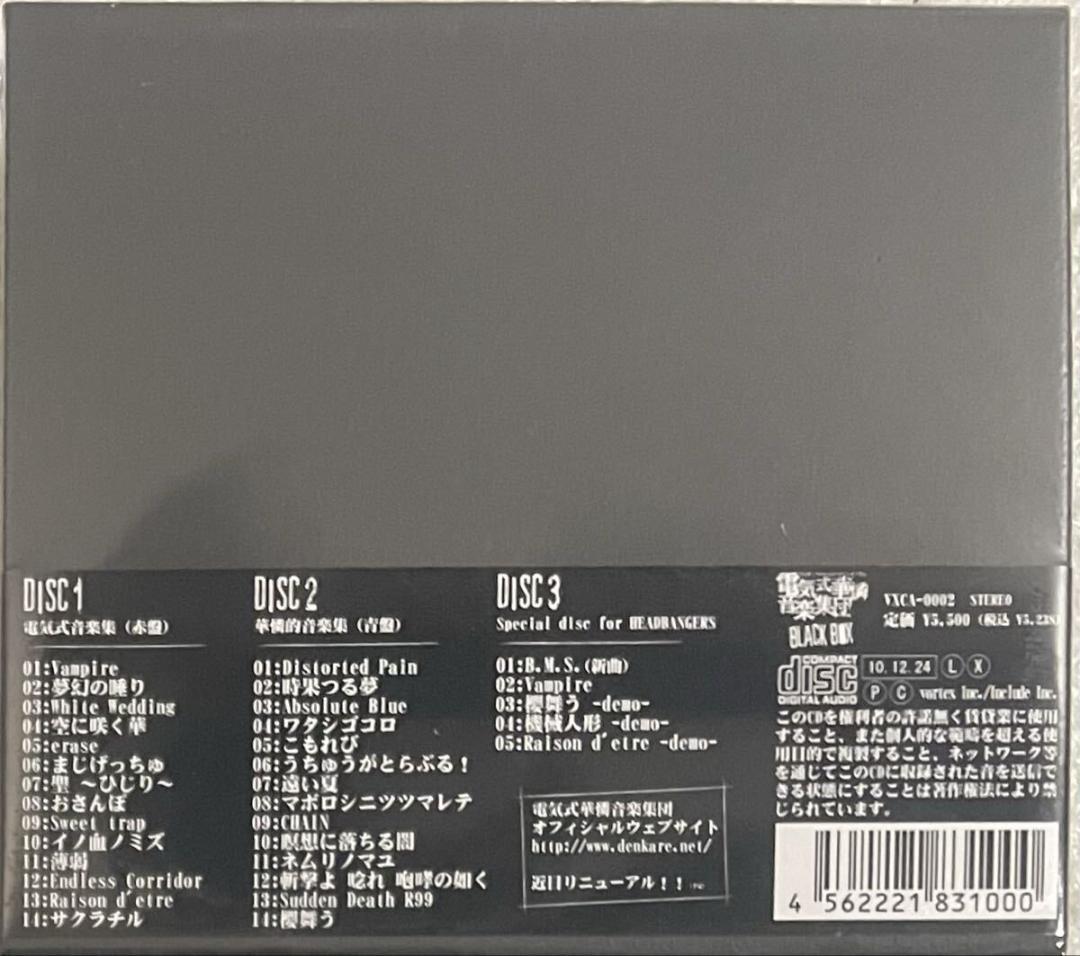 DISC 1
電気式音楽集 (赤盤)
01:Vampire
02:夢幻の睡り
03:White Wedding
04:空に咲く華
05:erase
06:まじげっちゅ
07:聖 ～ひじり～
08:おさんぽ
09:Sweet trap
10:イノ血ノミズ
11:薄弱
12:Endless Corridor
13:Raison d'etre
14:サクラチル
DISC 2
華憐的音楽集 (青盤)
01:Distorted Pain
02:時果つる夢
03:Absolute Blue
04:ワタシゴコロ
05:こもれび
06:うちゅうがとらぶる！
07:遠い夏
08:マボロシニツツマレテ
09:CHAIN
10:瞑想に落ちる闇
11:ネムリノマユ
12:斬撃よ 唸れ 咆哮の如く
13:Sudden Death R99
14:櫻舞う
DISC 3
Special disc for HEADBANGERS
01:B.M.S.(新曲)
02:Vampire
03:櫻舞う -demo-
04:機械人形 -demo-
05:Raison d'etre -demo-
電気式華憐音楽集団
オフィシャルウェブサイト
http://www.denkare.net/
近日リニューアル！！
電気式華憐
音楽集団
BLACK BOX
VXCA-0002 STEREO
定価 ¥5,500 (税込 ¥5,238
COMPACT
disc
DIGITAL AUDIO
10.12.24 L X
P C vortex Inc./Include Inc.
このCDを権利者の許諾無く賃貸業に使用
すること、また個人的な範疇を超える使
用目的で複製すること、ネットワーク等
を通じてこのCDに収録された音を送信で
きる状態にすることは著作権法により禁
じられています。
4 562221 831000